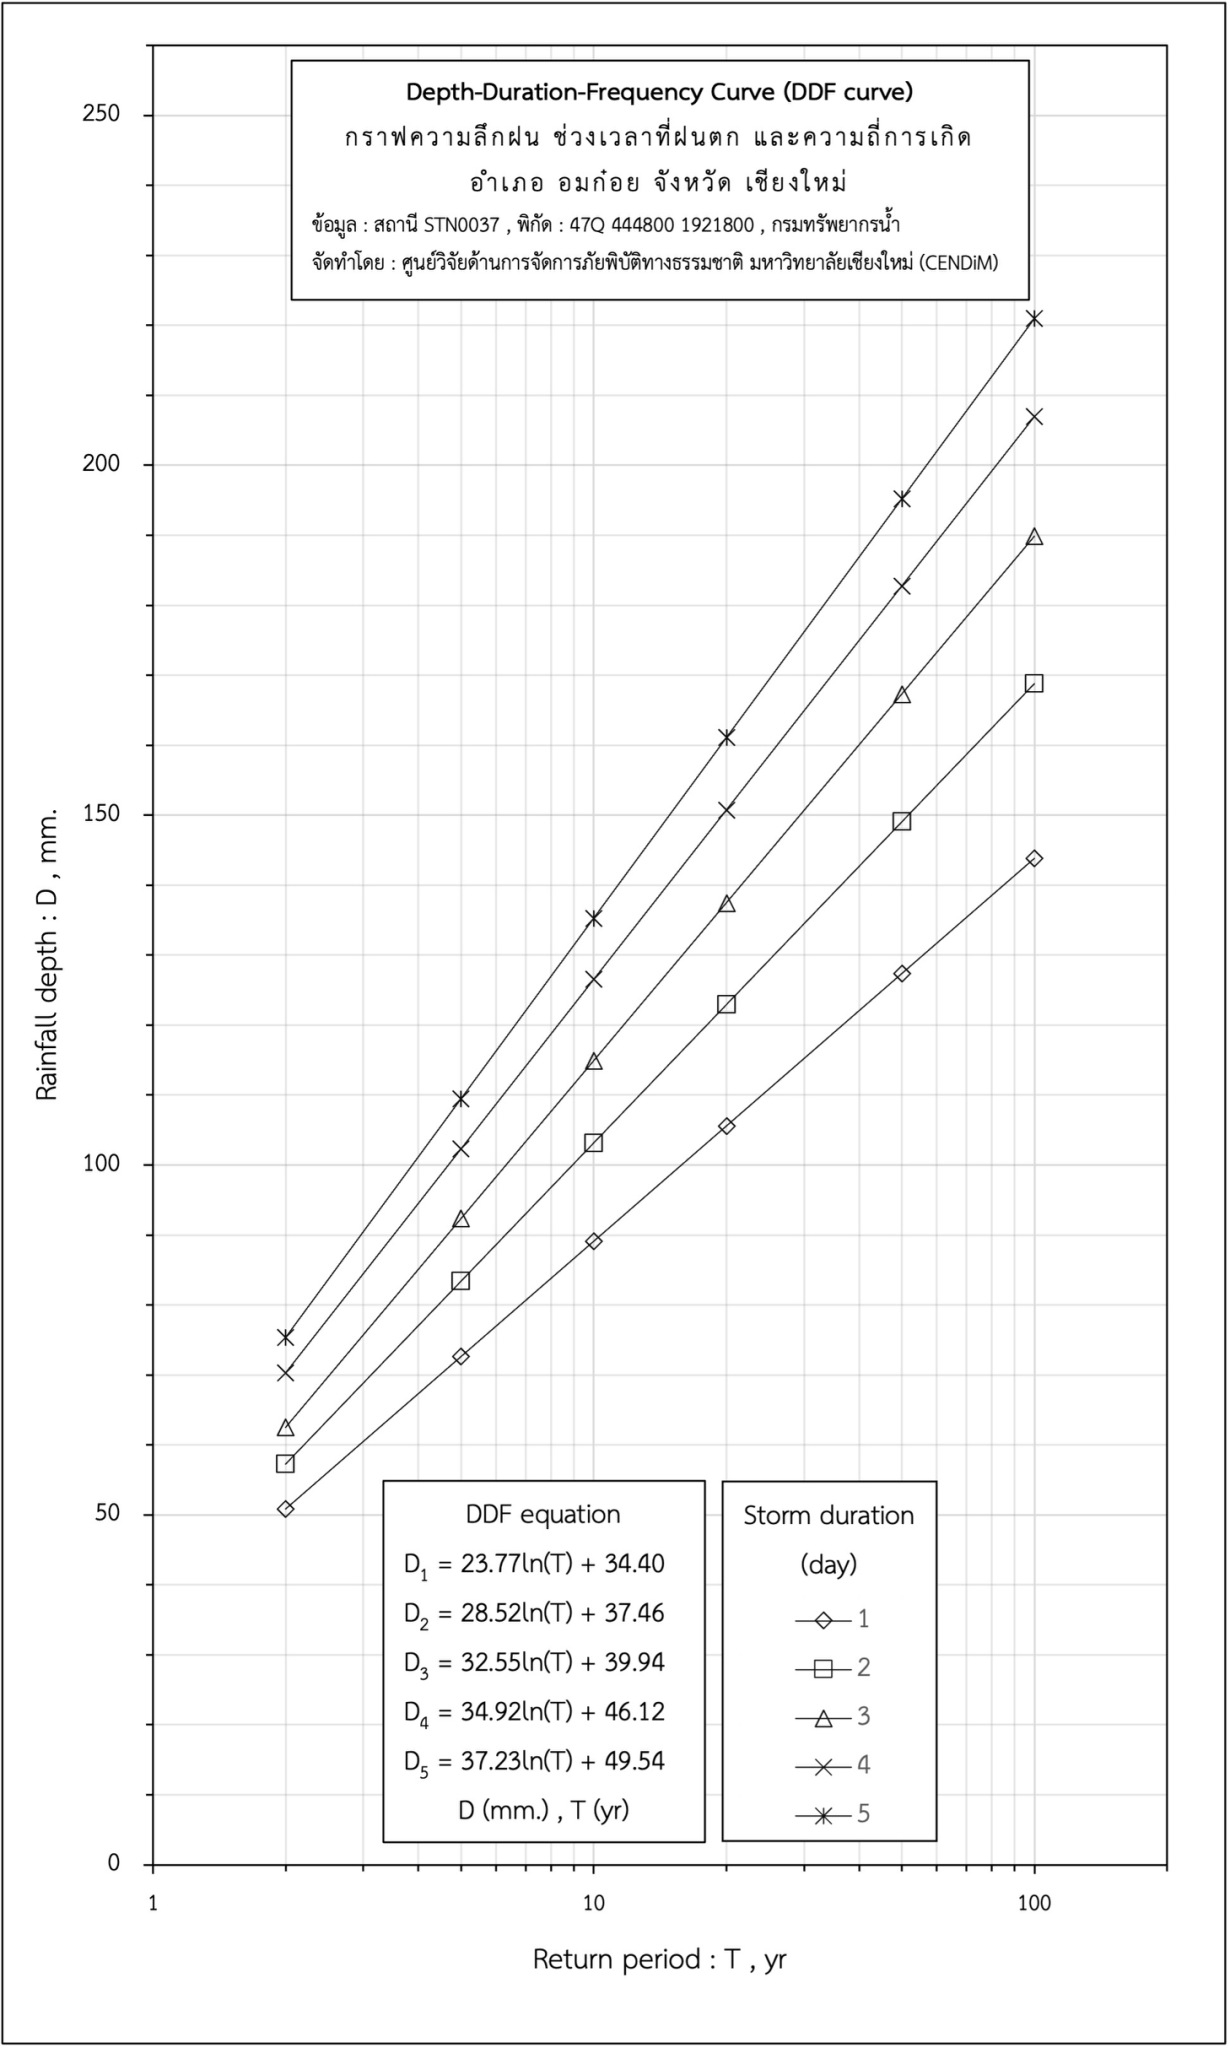 Depth-Duration-Frequency Curve (DDF curve)
กราฟความลึกฝน ช่วงเวลาที่ฝนตก และความถี่การเกิด
อำเภอ อมก๋อย จังหวัด เชียงใหม่
ข้อมูล : สถานี STN0037 , พิกัด : 47Q 444800 1921800 , กรมทรัพยากรน้ำ
จัดทำโดย : ศูนย์วิจัยด้านการจัดการภัยพิบัติทางธรรมชาติ มหาวิทยาลัยเชียงใหม่ (CENDiM)
250
200
150
100
50
0
Rainfall depth : D , mm.
DDF equation
D₁ = 23.77ln(T) + 34.40
D₂ = 28.52ln(T) + 37.46
D₃ = 32.55ln(T) + 39.94
D₄ = 34.92ln(T) + 46.12
D₅ = 37.23ln(T) + 49.54
D (mm.) , T (yr)
Storm duration
(day)
1
2
3
4
5
1 10 100
Return period : T , yr